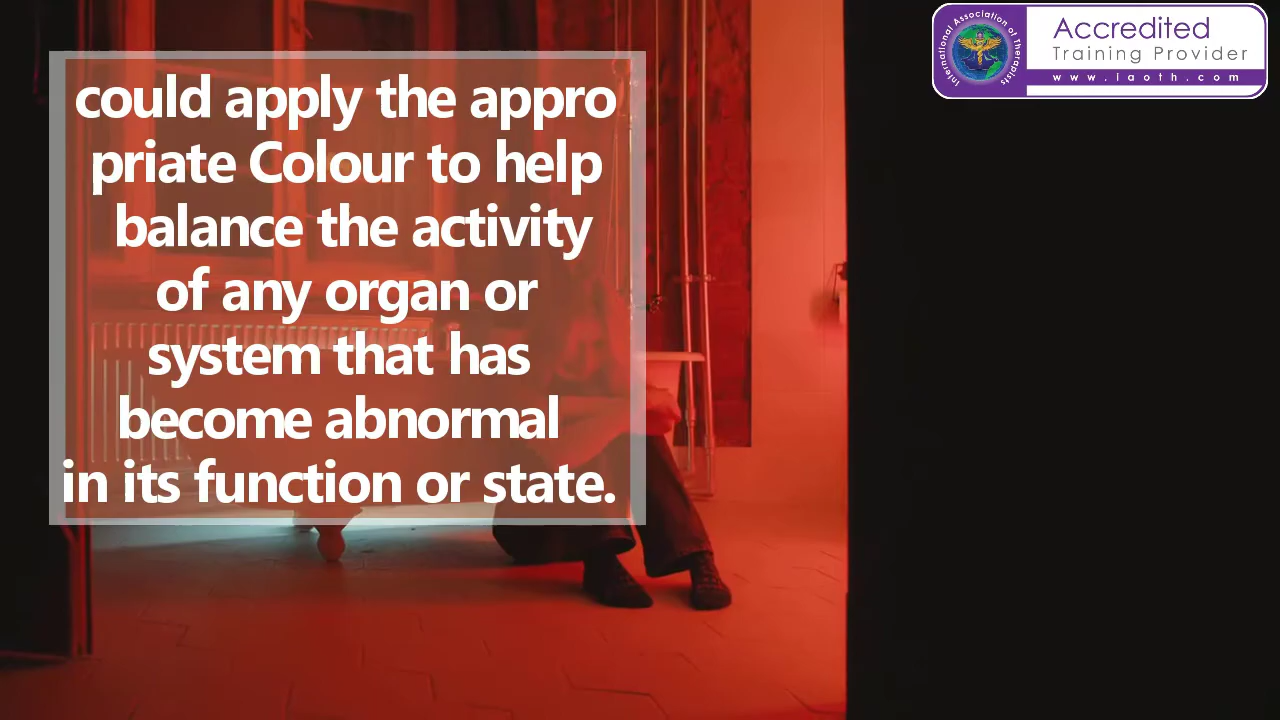 could apply the appro
priate Colour to help
balance the activity
of any organ or
system that has
become abnormal
in its function or state.
International Association of Therapists
Accredited
Training Provider
www.iaoth.com